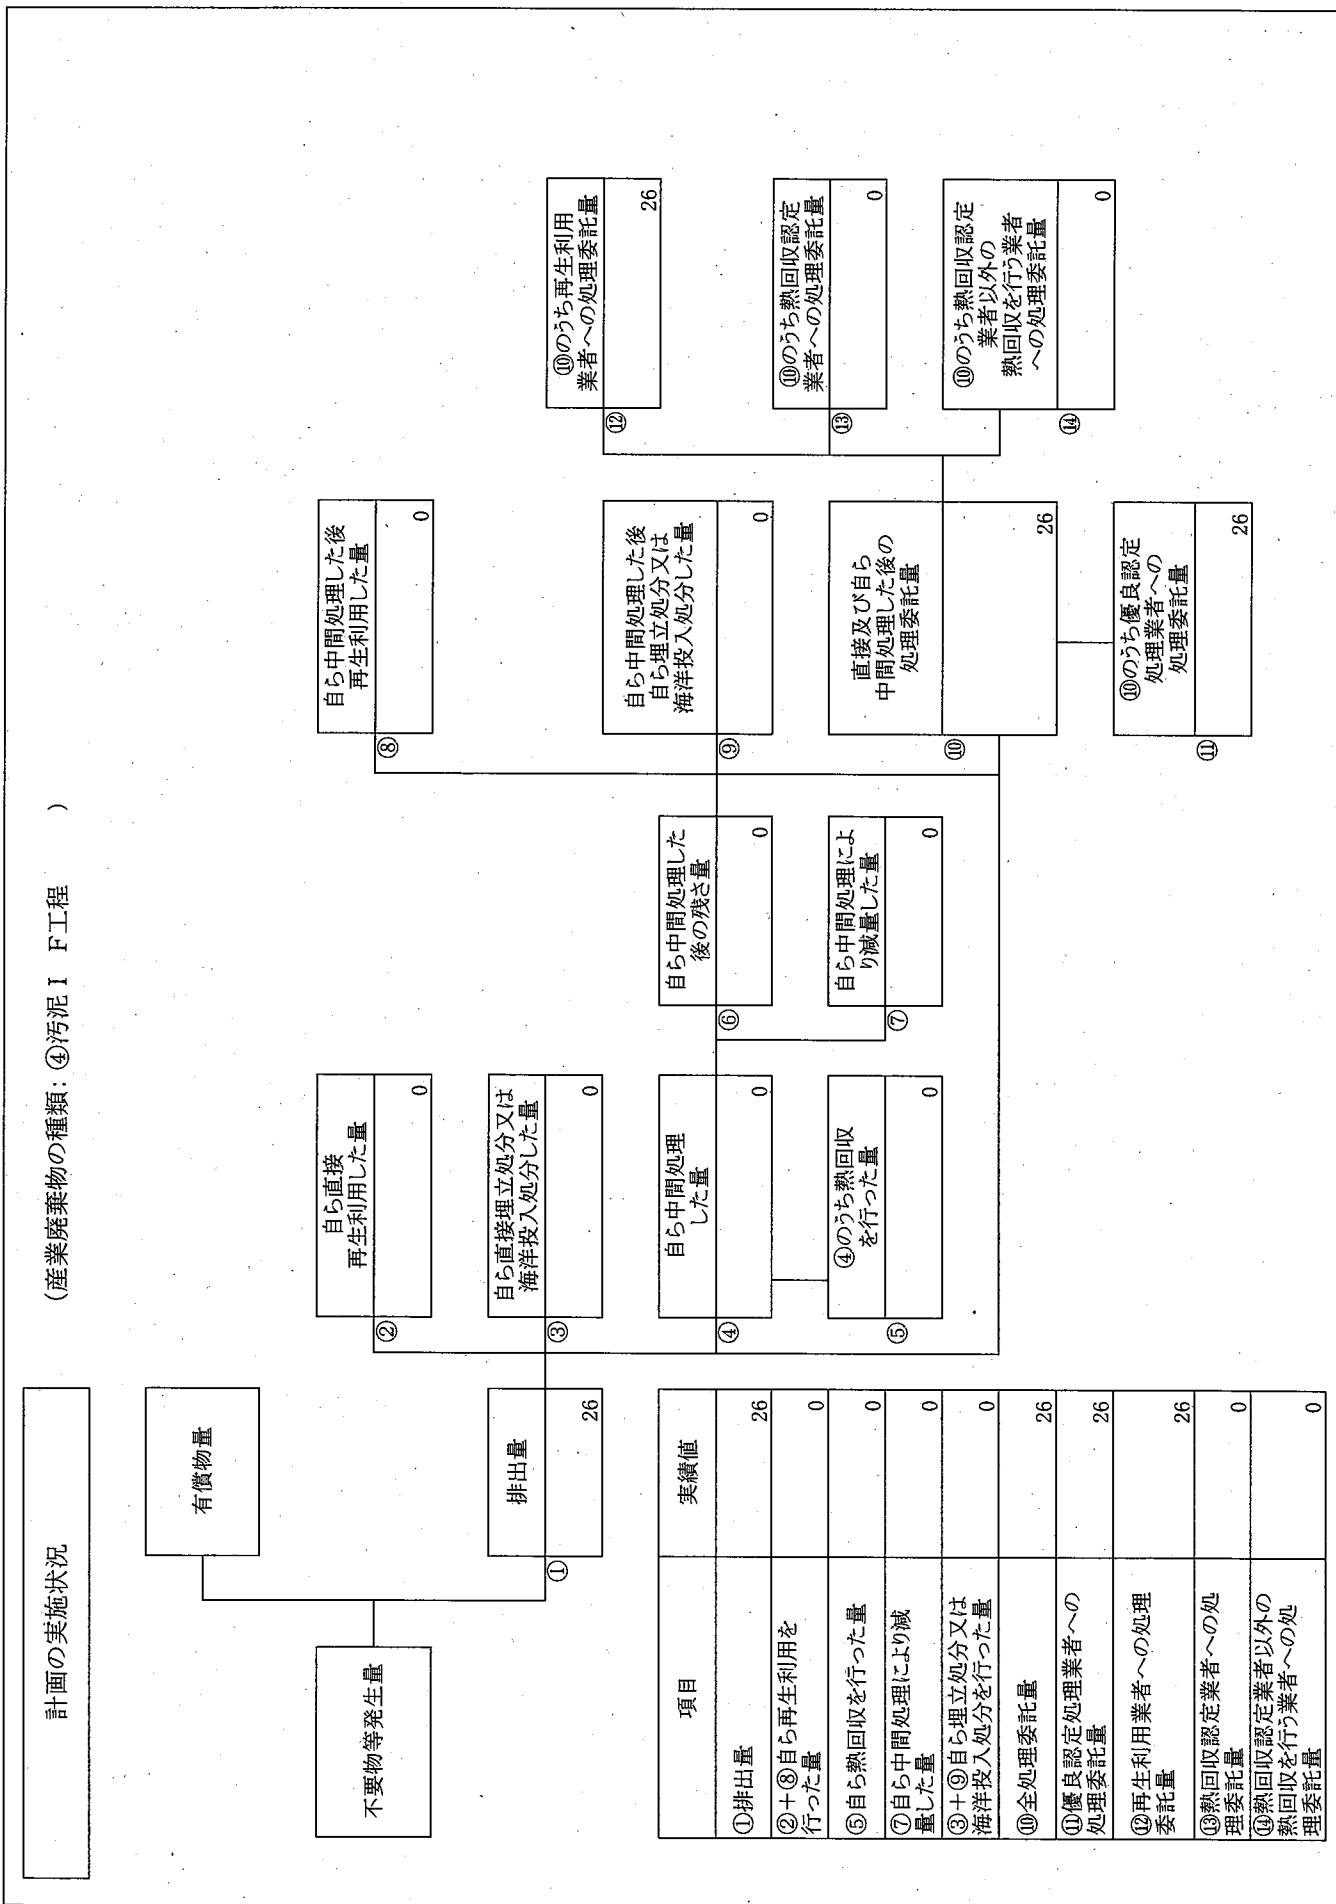 計画の実施状況
(産業廃棄物の種類：④汚泥Ⅰ　F工程　)
不要物等発生量
有償物量
①
排出量
26
②
自ら直接
再生利用した量
0
③
自ら直接埋立処分又は
海洋投入処分した量
0
④
自ら中間処理
した量
0
⑤
④のうち熱回収
を行った量
0
⑥
自ら中間処理した
後の残さ量
0
⑦
自ら中間処理によ
り減量した量
0
⑧
自ら中間処理した後
再生利用した量
0
⑨
自ら中間処理した後
自ら埋立処分又は
海洋投入処分した量
0
⑩
直接及び自ら
中間処理した後の
処理委託量
26
⑪
⑩のうち優良認定
処理業者への
処理委託量
26
⑫
⑩のうち再生利用
業者への処理委託量
26
⑬
⑩のうち熱回収認定
業者への処理委託量
0
⑭
⑩のうち熱回収認定
業者以外の
熱回収を行う業者
への処理委託量
0
項目 実績値
①排出量 26
②＋⑧自ら再生利用を
行った量 0
⑤自ら熱回収を行った量 0
⑦自ら中間処理により減
量した量 0
③＋⑨自ら埋立処分又は
海洋投入処分を行った量 0
⑩全処理委託量 26
⑪優良認定処理業者への
処理委託量 26
⑫再生利用業者への処理
委託量 26
⑬熱回収認定業者への処
理委託量 0
⑭熱回収認定業者以外の
熱回収を行う業者への処
理委託量 0